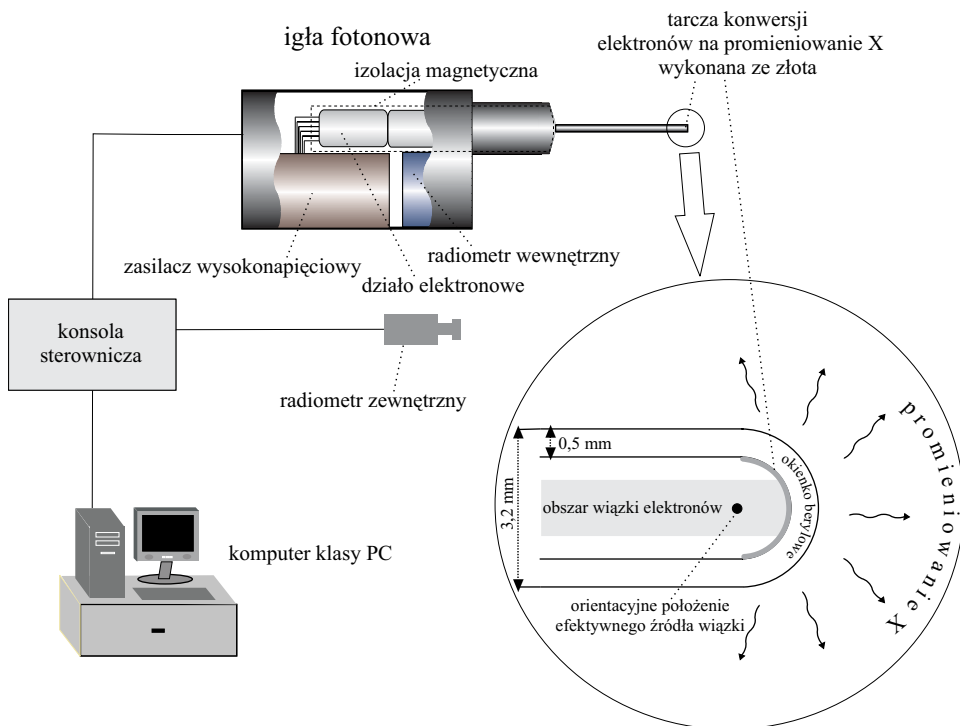 igła fotonowa
izolacja magnetyczna
tarcza konwersji
elektronów na promieniowanie X
wykonana ze złota
zasilacz wysokonapięciowy
radiometr wewnętrzny
działo elektronowe
konsola
sterownicza
radiometr zewnętrzny
komputer klasy PC
0,5 mm
3,2 mm
obszar wiązki elektronów
okienko berylowe
promieniowanie X
orientacyjne położenie
efektywnego źródła wiązki